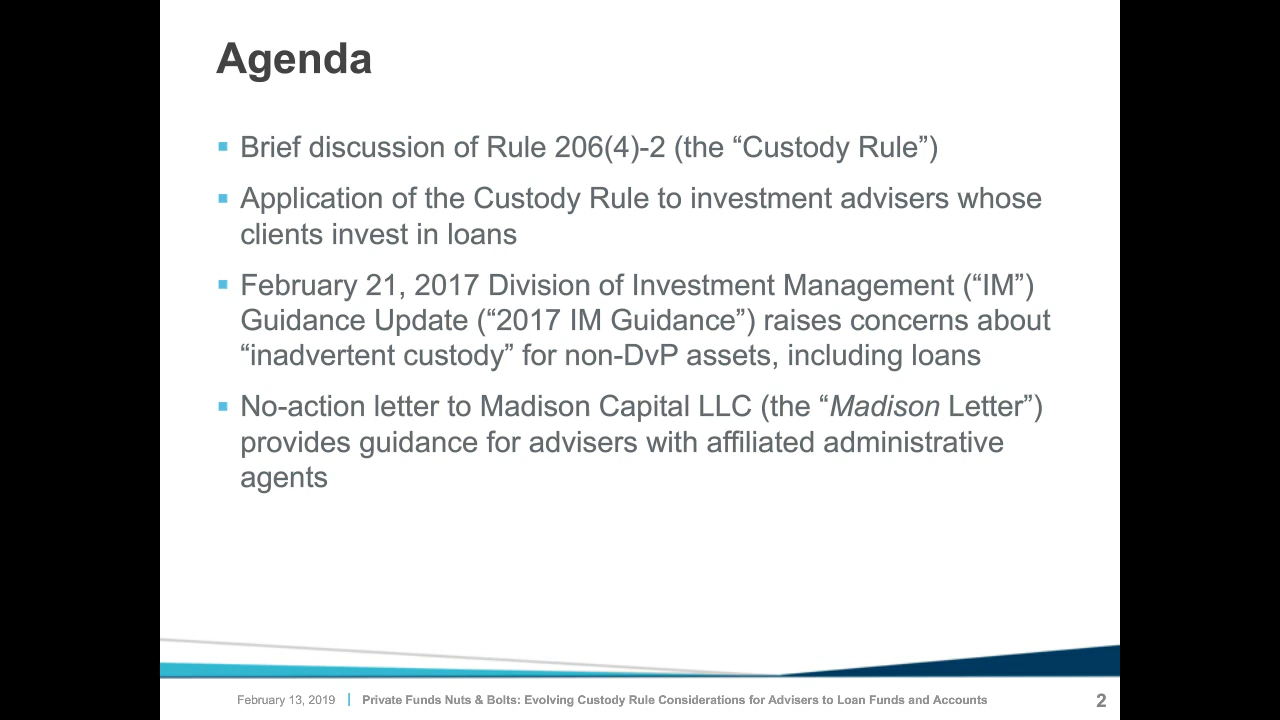 Agenda
▪ Brief discussion of Rule 206(4)-2 (the “Custody Rule”)
▪ Application of the Custody Rule to investment advisers whose
clients invest in loans
▪ February 21, 2017 Division of Investment Management (“IM”)
Guidance Update (“2017 IM Guidance”) raises concerns about
“inadvertent custody” for non-DvP assets, including loans
▪ No-action letter to Madison Capital LLC (the “Madison Letter”)
provides guidance for advisers with affiliated administrative
agents
February 13, 2019 | Private Funds Nuts & Bolts: Evolving Custody Rule Considerations for Advisers to Loan Funds and Accounts 2